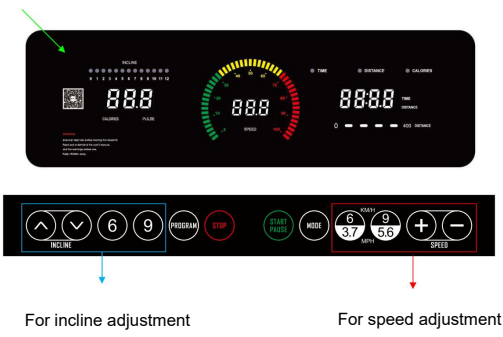 INCLINE
0 1 2 3 4 5 6 7 8 9 10 11 12
88.8
CALORIES PULSE
88.8
SPEED
TIME DISTANCE CALORIES
88:8.8
TIME
DISTANCE
0 400 DISTANCE
INCLINE
6 9
PROGRAM
STOP
START
PAUSE
MODE
KM/H
6 9
3.7 5.6
MPH
+ −
SPEED
For incline adjustment
For speed adjustment